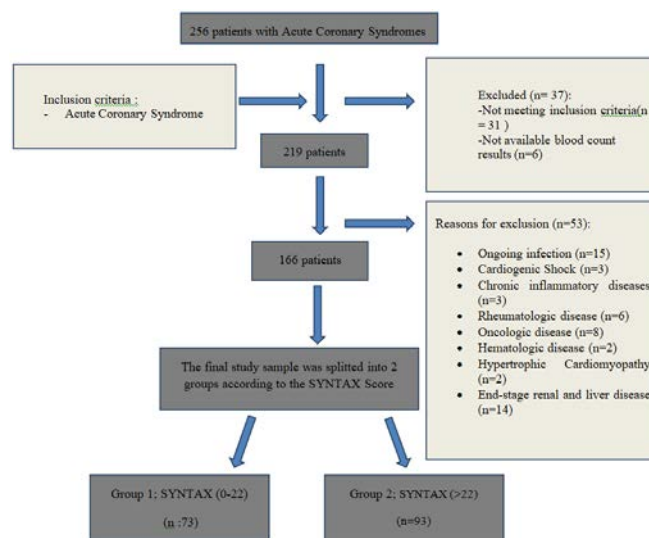 256 patients with Acute Coronary Syndromes
Inclusion criteria :
- Acute Coronary Syndrome
Excluded (n= 37):
-Not meeting inclusion criteria(n
= 31 )
-Not available blood count
results (n=6)
219 patients
Reasons for exclusion (n=53):
• Ongoing infection (n=15)
• Cardiogenic Shock (n=3)
• Chronic inflammatory diseases
(n=3)
• Rheumatologic disease (n=6)
• Oncologic disease (n=8)
• Hematologic disease (n=2)
• Hypertrophic Cardiomyopathy
(n=2)
• End-stage renal and liver disease
(n=14)
166 patients
The final study sample was splitted into 2
groups according to the SYNTAX Score
Group 1; SYNTAX (0-22)
(n :73)
Group 2; SYNTAX (>22)
(n=93)